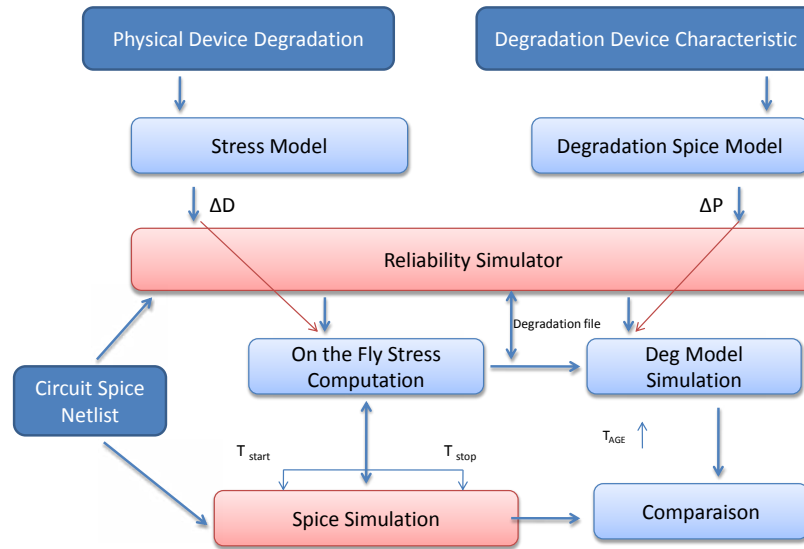 Physical Device Degradation
Degradation Device Characteristic
Stress Model
Degradation Spice Model
ΔD
ΔP
Reliability Simulator
Degradation file
On the Fly Stress
Computation
Deg Model
Simulation
Circuit Spice
Netlist
T start
T stop
TAGE
Spice Simulation
Comparaison